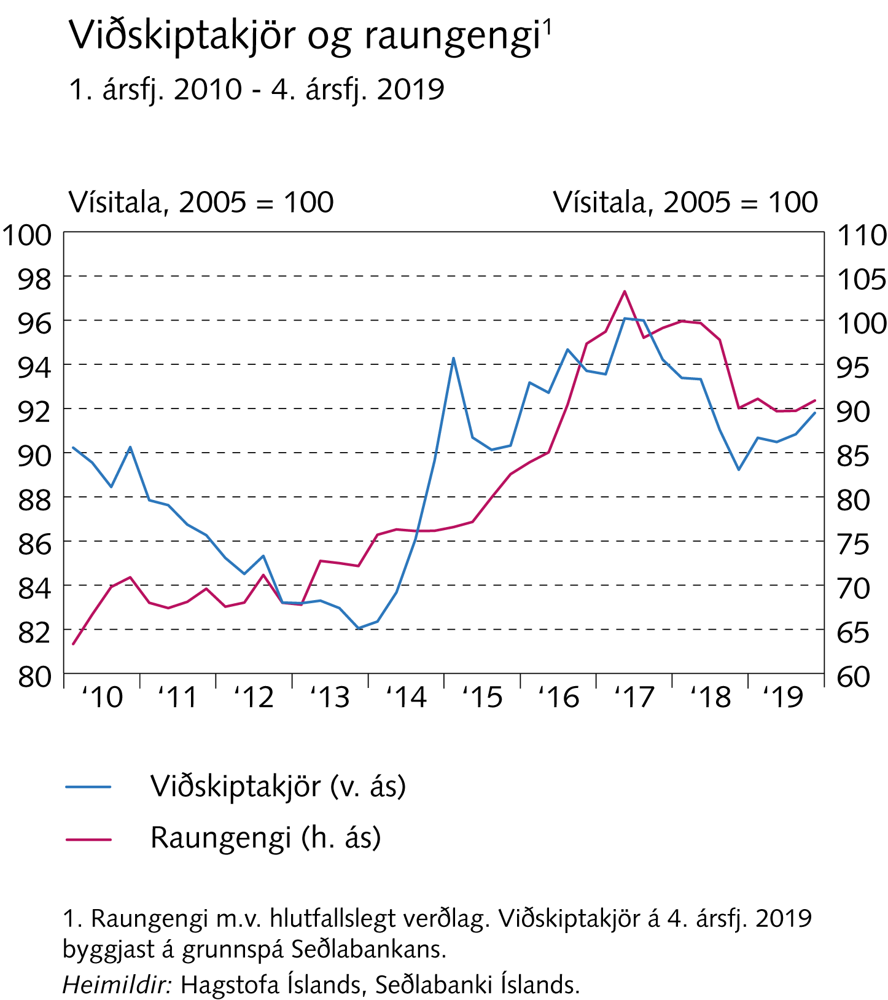 Viðskiptakjör og raungengi¹
1. ársfj. 2010 - 4. ársfj. 2019
Vísitala, 2005 = 100
Vísitala, 2005 = 100
100
98
96
94
92
90
88
86
84
82
80
110
105
100
95
90
85
80
75
70
65
60
‘10 ‘11 ‘12 ‘13 ‘14 ‘15 ‘16 ‘17 ‘18 ‘19
Viðskiptakjör (v. ás)
Raungengi (h. ás)
1. Raungengi m.v. hlutfallslegt verðlag. Viðskiptakjör á 4. ársfj. 2019
byggjast á grunnspá Seðlabankans.
Heimildir: Hagstofa Íslands, Seðlabanki Íslands.